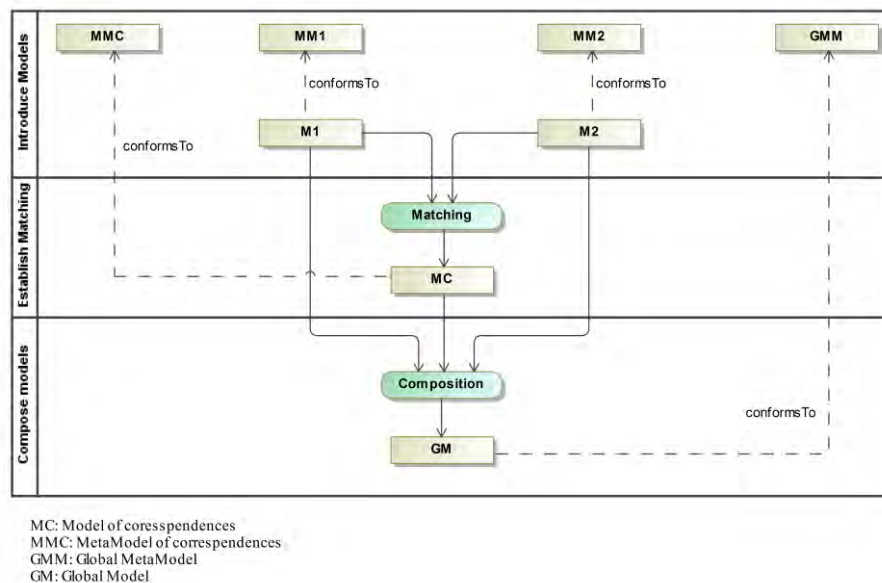 Introduce Models
MMC
MM1
MM2
GMM
conformsTo
conformsTo
M1
M2
conformsTo
Establish Matching
Matching
MC
Compose models
Composition
conformsTo
GM
MC: Model of coresspendences
MMC: MetaModel of correspendences
GMM: Global MetaModel
GM: Global Model